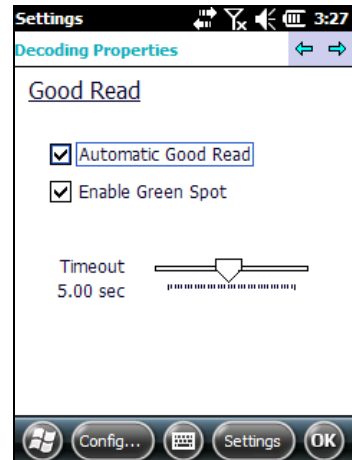 Settings 3:27
Decoding Properties
Good Read
Automatic Good Read
Enable Green Spot
Timeout
5.00 sec
Config... Settings OK